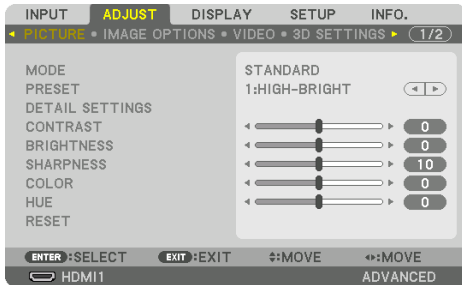 INPUT ADJUST DISPLAY SETUP INFO.
PICTURE • IMAGE OPTIONS • VIDEO • 3D SETTINGS 1/2
MODE STANDARD
PRESET 1:HIGH-BRIGHT
DETAIL SETTINGS
CONTRAST 0
BRIGHTNESS 0
SHARPNESS 10
COLOR 0
HUE 0
RESET
ENTER:SELECT EXIT:EXIT :MOVE :MOVE
HDMI1 ADVANCED